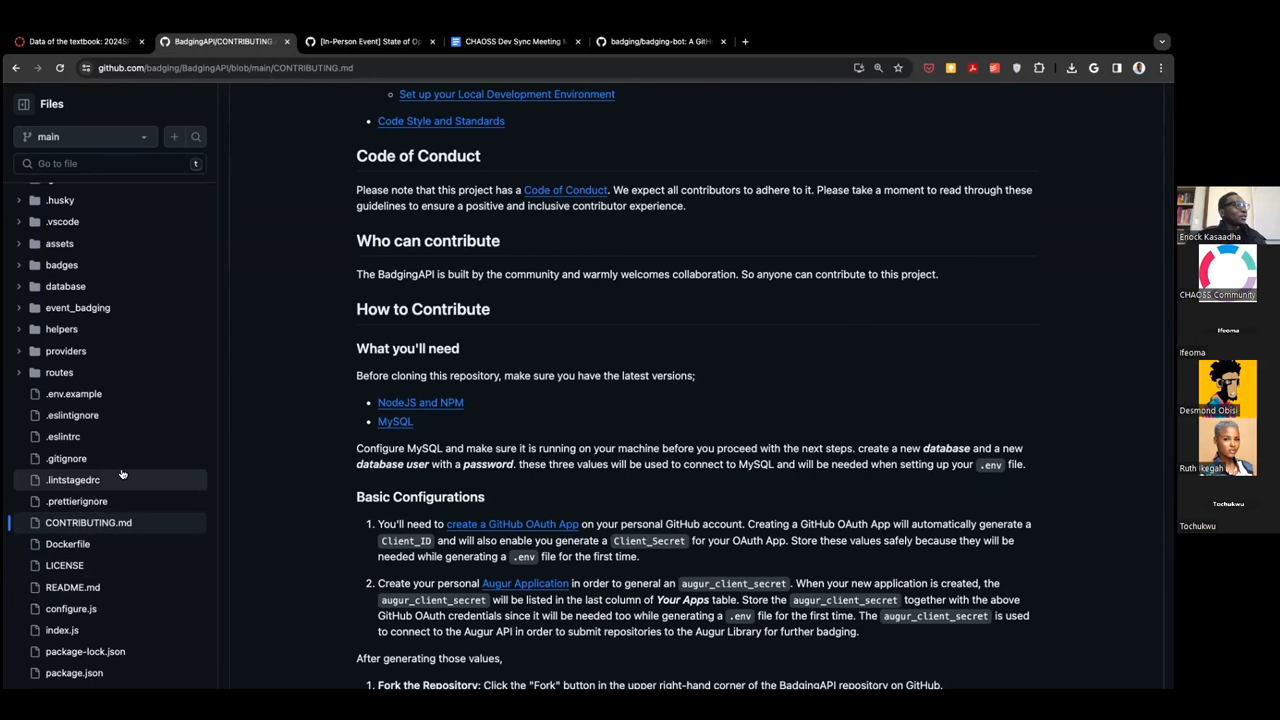 Data of the textbook: 2024SP
BadgingAPI/CONTRIBUTING.
[In-Person Event] State of Op
CHAOSS Dev Sync Meeting
badging/badging-bot: A GitH
github.com/badging/BadgingAPI/blob/main/CONTRIBUTING.md
Files
main
Go to file
t
.husky
.vscode
assets
badges
database
event_badging
helpers
providers
routes
.env.example
.eslintignore
.eslintrc
.gitignore
.lintstagedrc
.prettierignore
CONTRIBUTING.md
Dockerfile
LICENSE
README.md
configure.js
index.js
package-lock.json
package.json
Set up your Local Development Environment
Code Style and Standards
Code of Conduct
Please note that this project has a Code of Conduct. We expect all contributors to adhere to it. Please take a moment to read through these
guidelines to ensure a positive and inclusive contributor experience.
Who can contribute
The BadgingAPI is built by the community and warmly welcomes collaboration. So anyone can contribute to this project.
How to Contribute
What you'll need
Before cloning this repository, make sure you have the latest versions;
NodeJS and NPM
MySQL
Configure MySQL and make sure it is running on your machine before you proceed with the next steps. create a new database and a new
database user with a password. these three values will be used to connect to MySQL and will be needed when setting up your .env file.
Basic Configurations
1. You'll need to create a GitHub OAuth App on your personal GitHub account. Creating a GitHub OAuth App will automatically generate a
Client_ID and will also enable you generate a Client_Secret for your OAuth App. Store these values safely because they will be
needed while generating a .env file for the first time.
2. Create your personal Augur Application in order to general an augur_client_secret. When your new application is created, the
augur_client_secret will be listed in the last column of Your Apps table. Store the augur_client_secret together with the above
GitHub OAuth credentials since it will be needed too while generating a .env file for the first time. The augur_client_secret is used
to connect to the Augur API in order to submit repositories to the Augur Library for further badging.
After generating those values,
1. Fork the Repository: Click the "Fork" button in the upper right-hand corner of the BadgingAPI repository on GitHub.
Enock Kasaadha
CHAOSS Community
Ifeoma
Ifeoma
Desmond Obisi
Ruth Ikegah
Tochukwu
Tochukwu